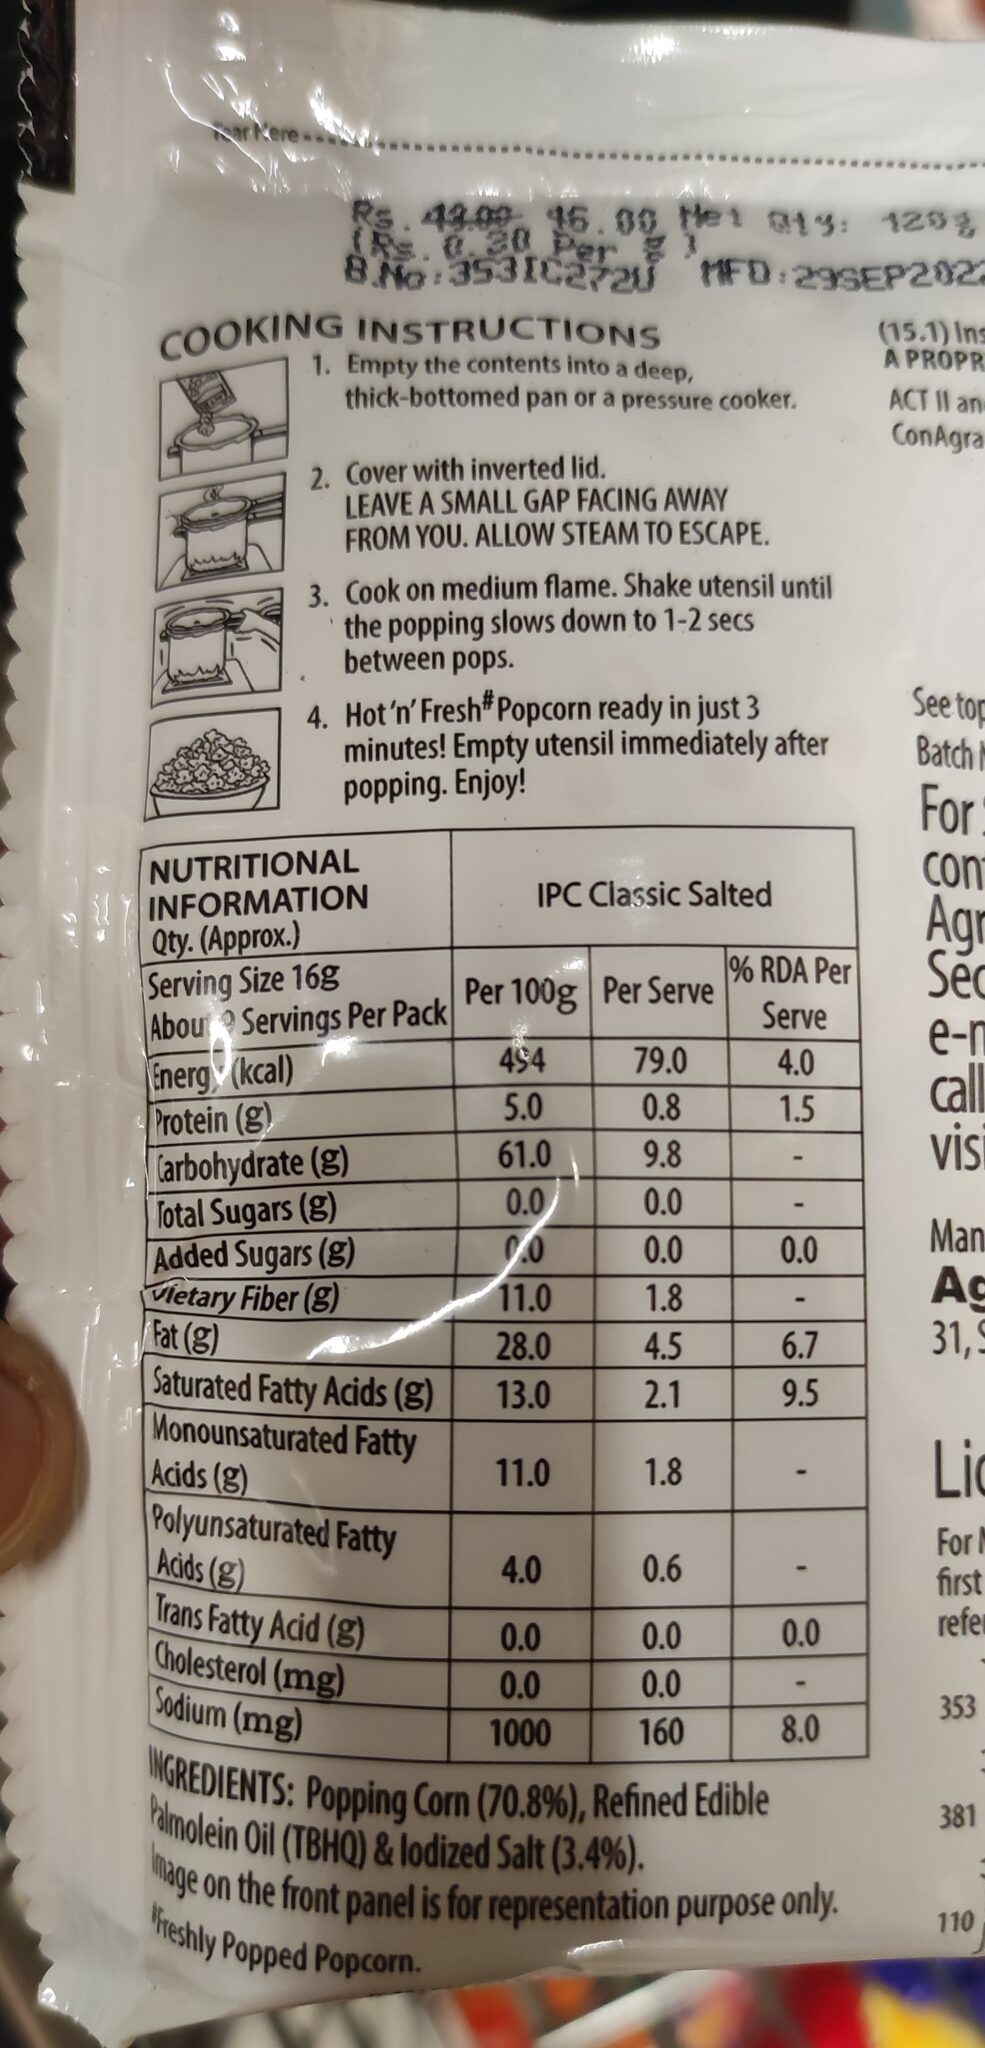 Tear Here
Rs. 43.00 46.00 Net Qty: 120g
(Rs. 0.38 Per g )
B.No:353IC272U MFD:29SEP2022
COOKING INSTRUCTIONS
1. Empty the contents into a deep,
thick-bottomed pan or a pressure cooker.
2. Cover with inverted lid.
LEAVE A SMALL GAP FACING AWAY
FROM YOU. ALLOW STEAM TO ESCAPE.
3. Cook on medium flame. Shake utensil until
the popping slows down to 1-2 secs
between pops.
4. Hot 'n' Fresh# Popcorn ready in just 3
minutes! Empty utensil immediately after
popping. Enjoy!
NUTRITIONAL
INFORMATION
Qty. (Approx.)
IPC Classic Salted
Serving Size 16g
Servings Per Pack
Per 100g Per Serve % RDA Per Serve
Energy (kcal) 494 79.0 4.0
Protein (g) 5.0 0.8 1.5
Carbohydrate (g) 61.0 9.8 -
Total Sugars (g) 0.0 0.0 -
Added Sugars (g) 0.0 0.0 0.0
Dietary Fiber (g) 11.0 1.8 -
Fat (g) 28.0 4.5 6.7
Saturated Fatty Acids (g) 13.0 2.1 9.5
Monounsaturated Fatty
Acids (g) 11.0 1.8 -
Polyunsaturated Fatty
Acids (g) 4.0 0.6 -
Trans Fatty Acid (g) 0.0 0.0 0.0
Cholesterol (mg) 0.0 0.0 -
Sodium (mg) 1000 160 8.0
INGREDIENTS: Popping Corn (70.8%), Refined Edible
Palmolein Oil (TBHQ) & Iodized Salt (3.4%).
Image on the front panel is for representation purpose only.
#Freshly Popped Popcorn.
(15.1) Ins
A PROPR
ACT II an
ConAgra
See top
Batch
For
con
Agr
Sec
e-m
call
visi
Man
Ag
31,
Lic
For
first
refe
353
381
110